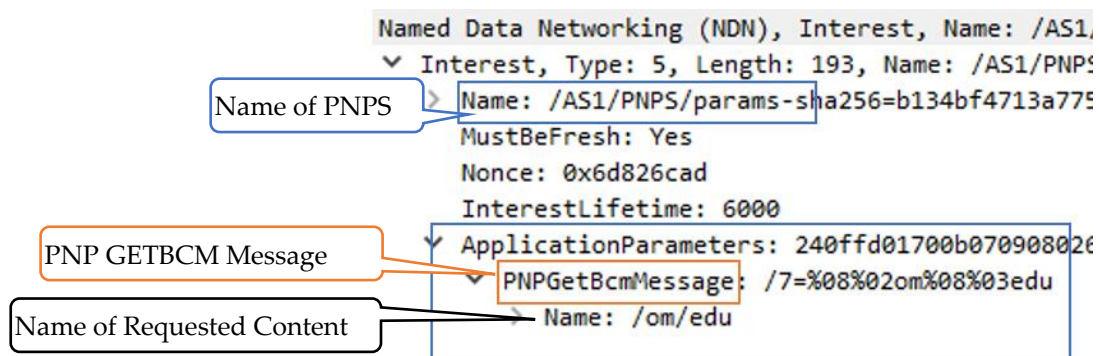 Named Data Networking (NDN), Interest, Name: /AS1/
Interest, Type: 5, Length: 193, Name: /AS1/PNPS
Name of PNPS
Name: /AS1/PNPS/params-sha256=b134bf4713a775
MustBeFresh: Yes
Nonce: 0x6d826cad
InterestLifetime: 6000
PNP GETBCM Message
ApplicationParameters: 240ffd01700b070908026
PNPGetBcmMessage: /7=%08%02om%08%03edu
Name of Requested Content
Name: /om/edu